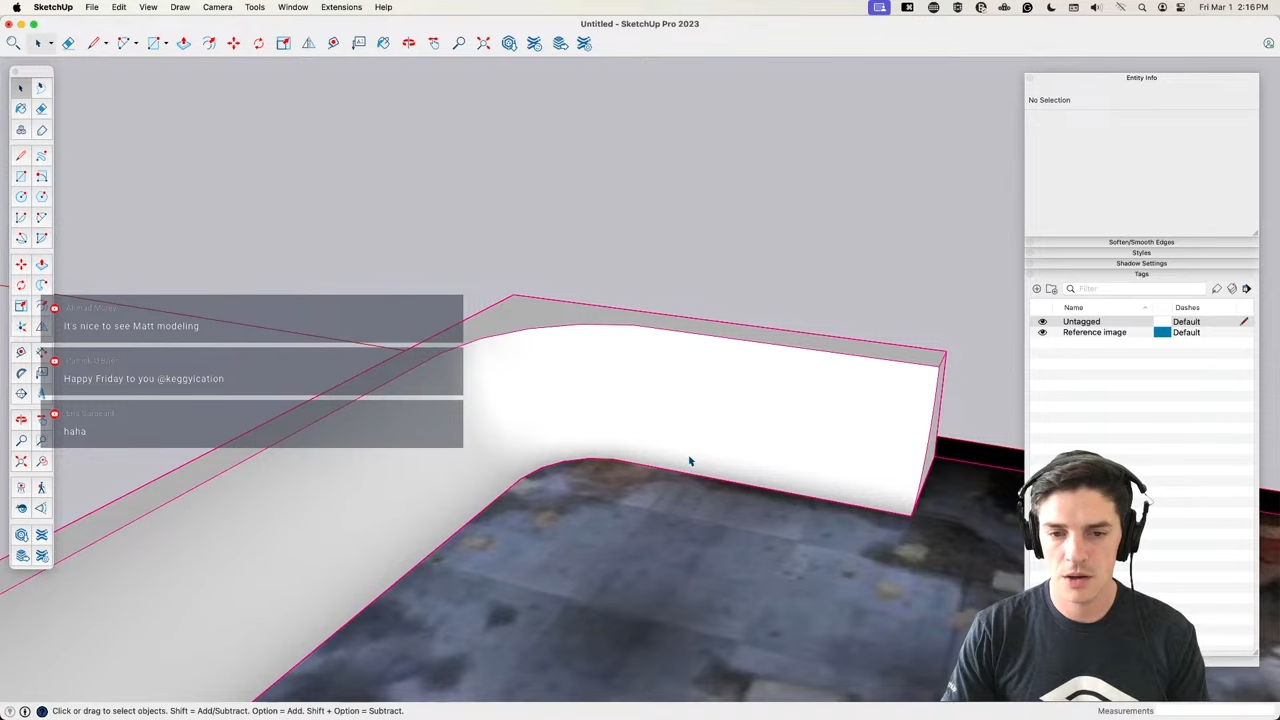 SketchUp File Edit View Draw Camera Tools Window Extensions Help
Fri Mar 1 2:16PM
Untitled - SketchUp Pro 2023
Entity Info
No Selection
Soften/Smooth Edges
Styles
Shadow Settings
Tags
Filter
Name Dashes
Untagged Default
Reference image Default
It's nice to see Matt modeling
Happy Friday to you @keggyication
haha
Click or drag to select objects. Shift = Add/Subtract. Option = Add. Shift + Option = Subtract.
Measurements